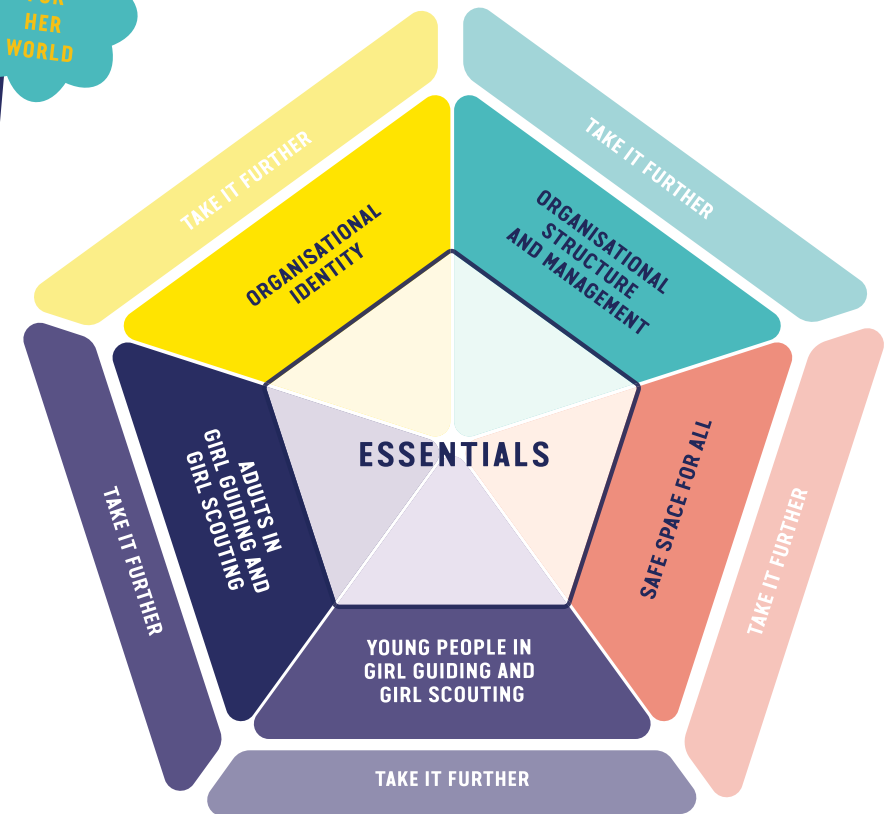 HER
WORLD
TAKE IT FURTHER
TAKE IT FURTHER
ORGANISATIONAL
IDENTITY
ORGANISATIONAL
STRUCTURE
AND MANAGEMENT
ESSENTIALS
ADULTS IN
GIRL GUIDING AND
GIRL SCOUTING
SAFE SPACE FOR ALL
TAKE IT FURTHER
TAKE IT FURTHER
YOUNG PEOPLE IN
GIRL GUIDING AND
GIRL SCOUTING
TAKE IT FURTHER